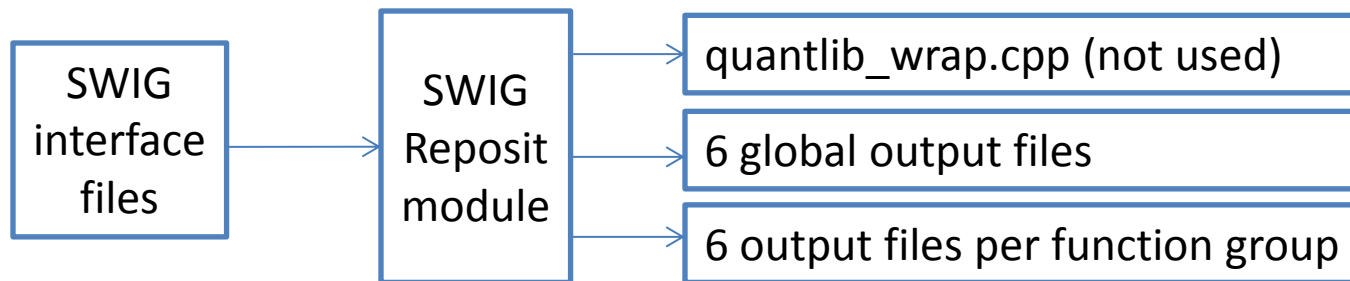 SWIG
interface
files
SWIG
Reposit
module
quantlib_wrap.cpp (not used)
6 global output files
6 output files per function group